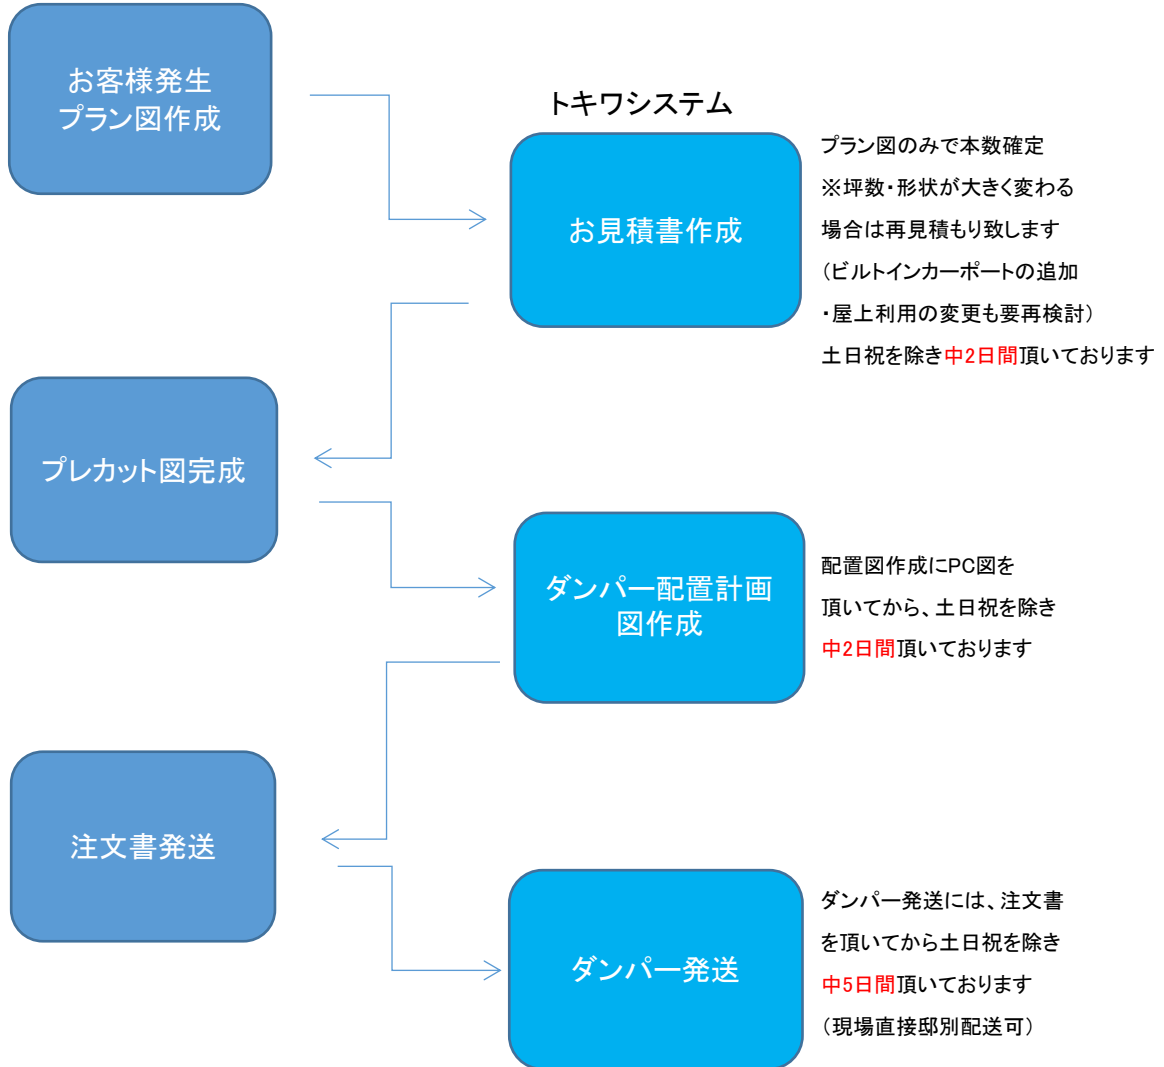 お客様発生
プラン図作成
トキワシステム
お見積書作成
プラン図のみで本数確定
※坪数・形状が大きく変わる
場合は再見積もり致します
（ビルトインカーポートの追加
・屋上利用の変更も要再検討）
土日祝を除き中2日間頂いております
プレカット図完成
ダンパー配置計画
図作成
配置図作成にPC図を
頂いてから、土日祝を除き
中2日間頂いております
注文書発送
ダンパー発送
ダンパー発送には、注文書
を頂いてから土日祝を除き
中5日間頂いております
（現場直接邸別配送可）